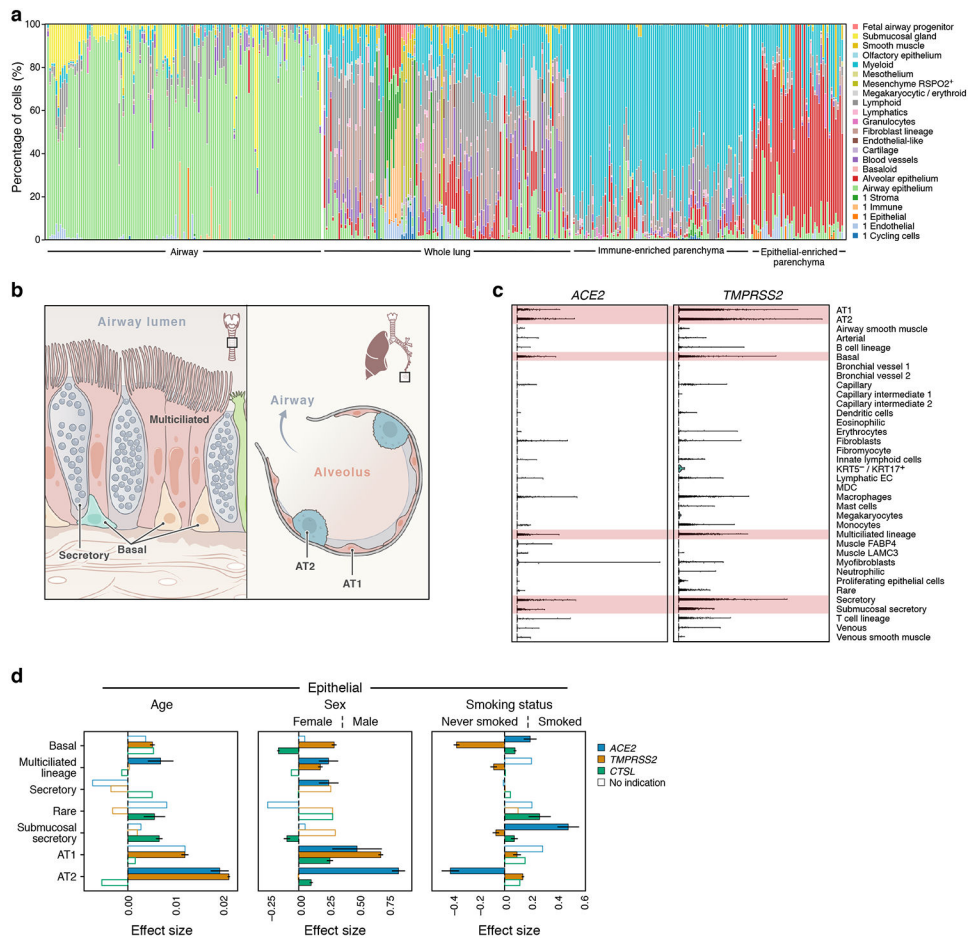 a
Percentage of cells (%)
100
80
60
40
20
0
Airway
Whole lung
Immune-enriched parenchyma
Epithelial-enriched
parenchyma
Fetal airway progenitor
Submucosal gland
Smooth muscle
Olfactory epithelium
Myeloid
Mesothelium
Mesenchyme RSPO2⁺
Megakaryocytic / erythroid
Lymphoid
Lymphatics
Granulocytes
Fibroblast lineage
Endothelial-like
Cartilage
Blood vessels
Basaloid
Alveolar epithelium
Airway epithelium
1 Stroma
1 Immune
1 Epithelial
1 Endothelial
1 Cycling cells
b
Airway lumen
Multiciliated
Secretory
Basal
Airway
Alveolus
AT2
AT1
c
ACE2
TMPRSS2
AT1
AT2
Airway smooth muscle
Arterial
B cell lineage
Basal
Bronchial vessel 1
Bronchial vessel 2
Capillary
Capillary intermediate 1
Capillary intermediate 2
Dendritic cells
Eosinophilic
Erythrocytes
Fibroblasts
Fibromyocyte
Innate lymphoid cells
KRT5⁻ / KRT17⁺
Lymphatic EC
MDC
Macrophages
Mast cells
Megakaryocytes
Monocytes
Multiciliated lineage
Muscle FABP4
Muscle LAMC3
Myofibroblasts
Neutrophilic
Proliferating epithelial cells
Rare
Secretory
Submucosal secretory
T cell lineage
Venous
Venous smooth muscle
d
Epithelial
Age
Sex
Female
Male
Smoking status
Never smoked
Smoked
Basal
Multiciliated
lineage
Secretory
Rare
Submucosal
secretory
AT1
AT2
0.00
0.01
0.02
Effect size
−0.25
0.00
0.25
0.50
0.75
Effect size
−0.4
−0.2
0.0
0.2
0.4
0.6
Effect size
ACE2
TMPRSS2
CTSL
No indication